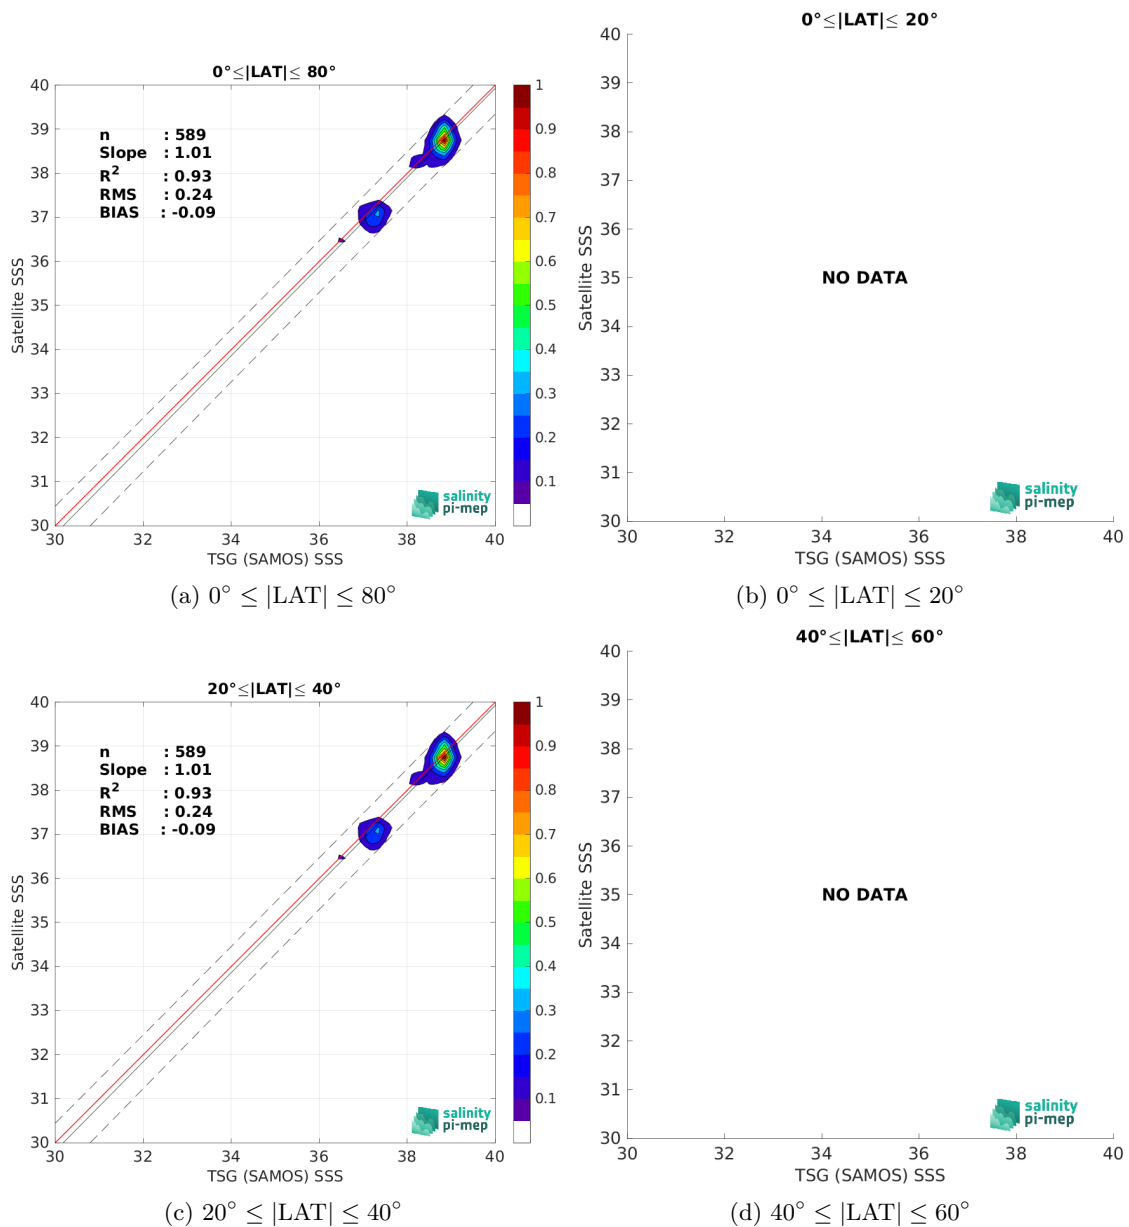 0°≤|LAT|≤ 80°
40
39
38
37
36
35
34
33
32
31
30
Satellite SSS
n : 589
Slope : 1.01
R2 : 0.93
RMS : 0.24
BIAS : -0.09
1
0.9
0.8
0.7
0.6
0.5
0.4
0.3
0.2
0.1
salinity
pi-mep
30 32 34 36 38 40
TSG (SAMOS) SSS
(a) 0° ≤ |LAT| ≤ 80°
0°≤|LAT|≤ 20°
40
39
38
37
36
35
34
33
32
31
30
Satellite SSS
NO DATA
salinity
pi-mep
30 32 34 36 38 40
TSG (SAMOS) SSS
(b) 0° ≤ |LAT| ≤ 20°
20°≤|LAT|≤ 40°
40
39
38
37
36
35
34
33
32
31
30
Satellite SSS
n : 589
Slope : 1.01
R2 : 0.93
RMS : 0.24
BIAS : -0.09
1
0.9
0.8
0.7
0.6
0.5
0.4
0.3
0.2
0.1
salinity
pi-mep
30 32 34 36 38 40
TSG (SAMOS) SSS
(c) 20° ≤ |LAT| ≤ 40°
40°≤|LAT|≤ 60°
40
39
38
37
36
35
34
33
32
31
30
Satellite SSS
NO DATA
salinity
pi-mep
30 32 34 36 38 40
TSG (SAMOS) SSS
(d) 40° ≤ |LAT| ≤ 60°